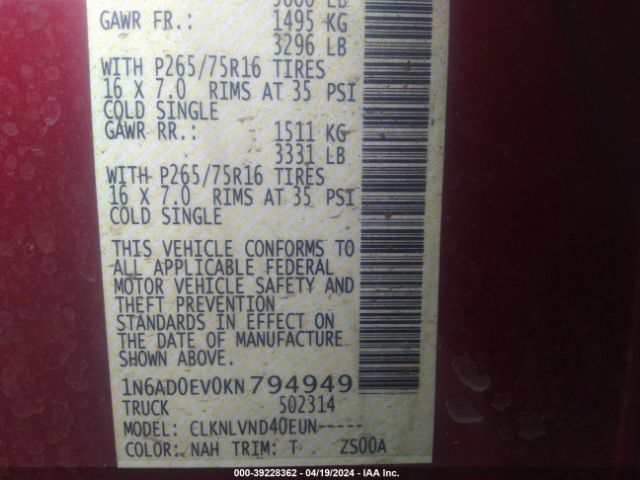 GAWR FR.: 1495 KG
3296 LB
WITH P265/75R16 TIRES
16 X 7.0 RIMS AT 35 PSI
COLD SINGLE
GAWR RR.: 1511 KG
3331 LB
WITH P265/75R16 TIRES
16 X 7.0 RIMS AT 35 PSI
COLD SINGLE
THIS VEHICLE CONFORMS TO
ALL APPLICABLE FEDERAL
MOTOR VEHICLE SAFETY AND
THEFT PREVENTION
STANDARDS IN EFFECT ON
THE DATE OF MANUFACTURE
SHOWN ABOVE.
1N6AD0EV0KN 794949
TRUCK 502314
MODEL: CLKNLVND40EUN-----
COLOR: NAH TRIM: T ZS00A
000-39228362 - 04/19/2024 - IAA Inc.